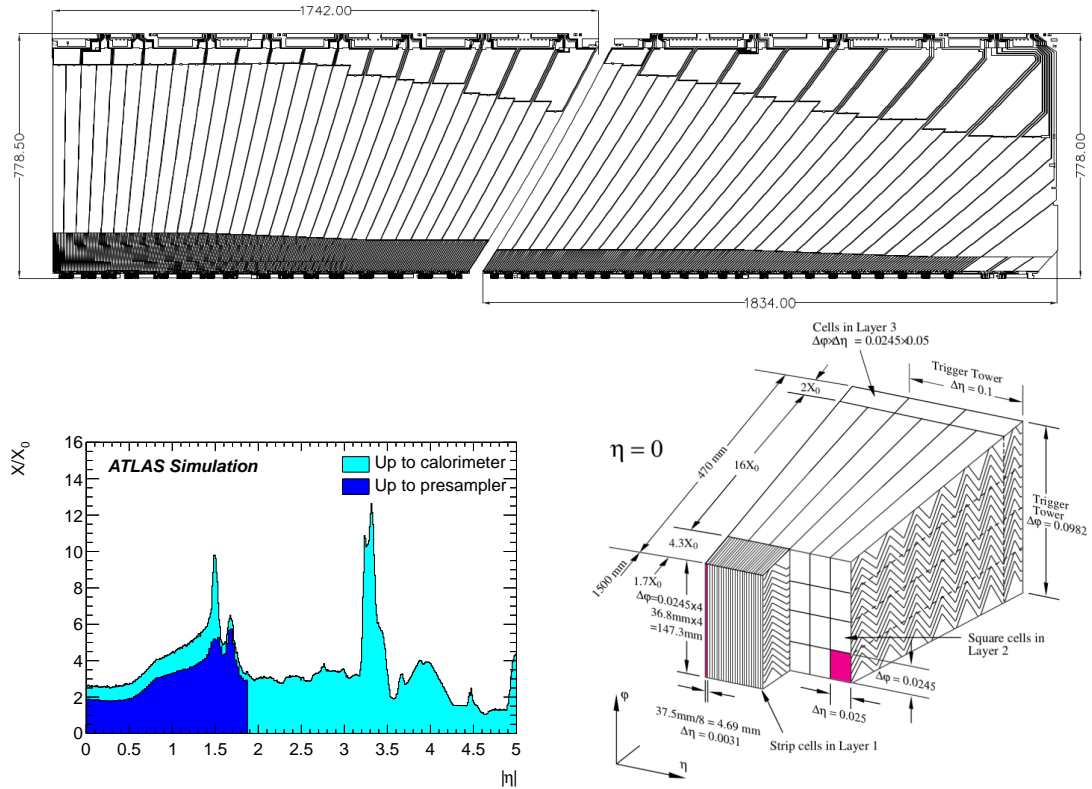 1742.00
778.50
778.00
1834.00
X/X0
16
14
12
10
8
6
4
2
0
ATLAS Simulation
Up to calorimeter
Up to presampler
0 0.5 1 1.5 2 2.5 3 3.5 4 4.5 5
|η|
Cells in Layer 3
Δφ×Δη = 0.0245×0.05
Trigger Tower
Δη = 0.1
2X0
η = 0
470 mm
16X0
4.3X0
1500 mm
1.7X0
Δφ=0.0245x4
36.8mmx4
=147.3mm
Trigger
Tower
Δφ = 0.0982
Square cells in
Layer 2
Δφ = 0.0245
Δη = 0.025
37.5mm/8 = 4.69 mm
Δη = 0.0031
Strip cells in Layer 1
φ
η